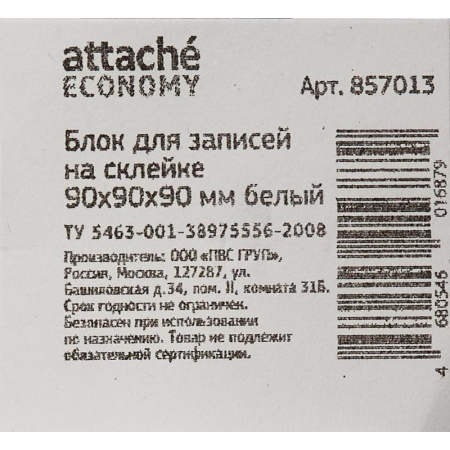 attaché
ECONOMY
Арт. 857013
Блок для записей
на склейке
90х90х90 мм белый
ТУ 5463-001-38975556-2008
Производитель: ООО «ПВС ГРУП»,
Россия, Москва, 127287, ул.
Башиловская д.34, пом. II, комната 31Б.
Срок годности не ограничен.
Безопасен при использовании
по назначению. Товар не подлежит
обязательной сертификации.
4 680546 016879